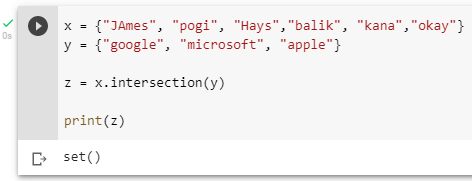 x = {"JAmes", "pogi", "Hays","balik", "kana","okay"}
y = {"google", "microsoft", "apple"}
z = x.intersection(y)
print(z)
0s
set()